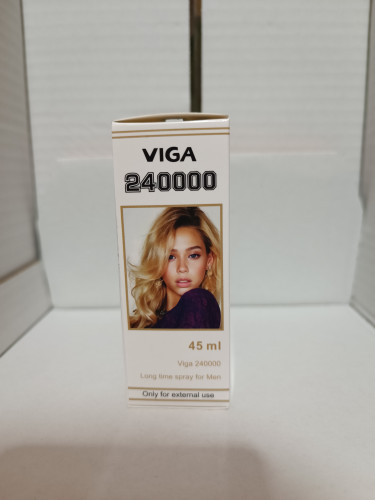 VIGA
240000
45 ml
Viga 240000
Long time spray for Men
Only for external use